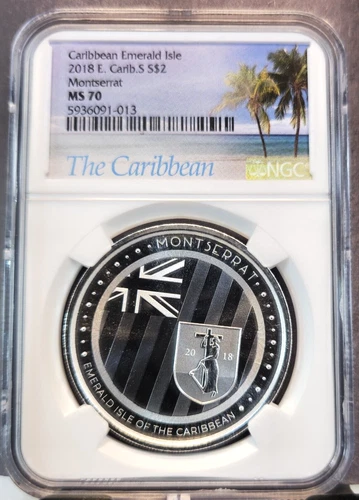 Caribbean Emerald Isle
2018 E. Carib.S S$2
Montserrat
MS 70
5936091-013
The Caribbean
NGC
MONTSERRAT
20 18
EMERALD ISLE OF THE CARIBBEAN